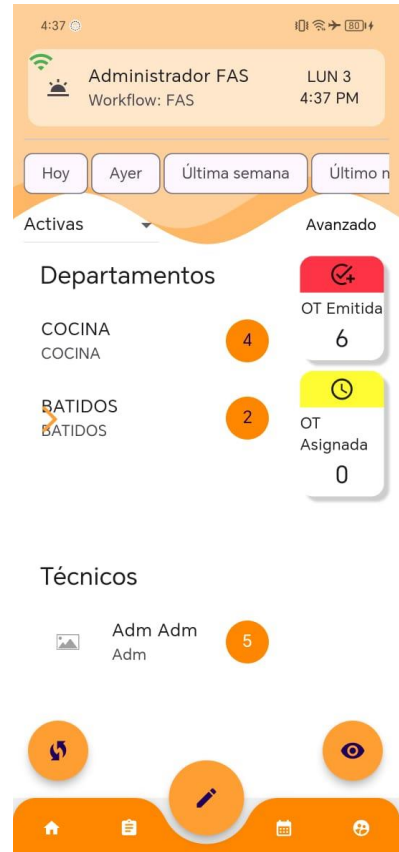 4:37
80
Administrador FAS
Workflow: FAS
LUN 3
4:37 PM
Hoy
Ayer
Última semana
Último
Activas
Avanzado
Departamentos
COCINA
COCINA
4
BATIDOS
BATIDOS
2
OT Emitida
6
OT
Asignada
0
Técnicos
Adm Adm
Adm
5